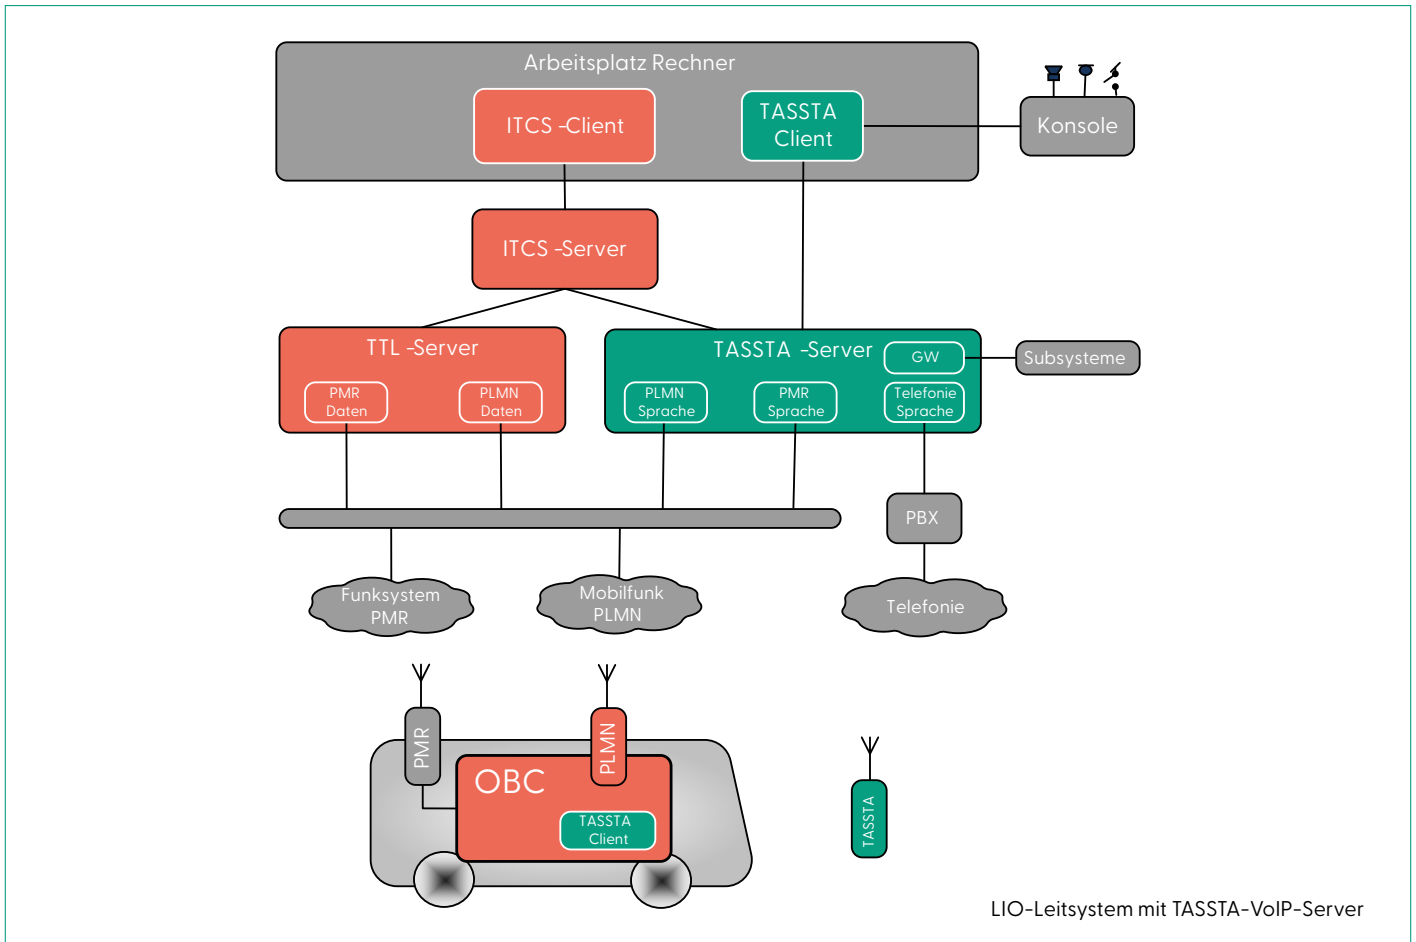 Arbeitsplatz Rechner
ITCS -Client
TASSTA
Client
Konsole
ITCS -Server
TTL -Server
PMR
Daten
PLMN
Daten
TASSTA -Server
GW
Subsysteme
PLMN
Sprache
PMR
Sprache
Telefonie
Sprache
PBX
Funksystem
PMR
Mobilfunk
PLMN
Telefonie
PMR
PLMN
OBC
TASSTA
Client
TASSTA
LIO-Leitsystem mit TASSTA-VoIP-Server